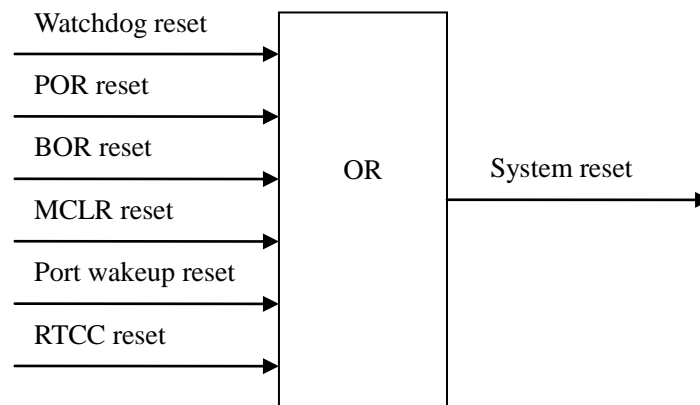 Watchdog reset
POR reset
BOR reset
MCLR reset
Port wakeup reset
RTCC reset
OR
System reset